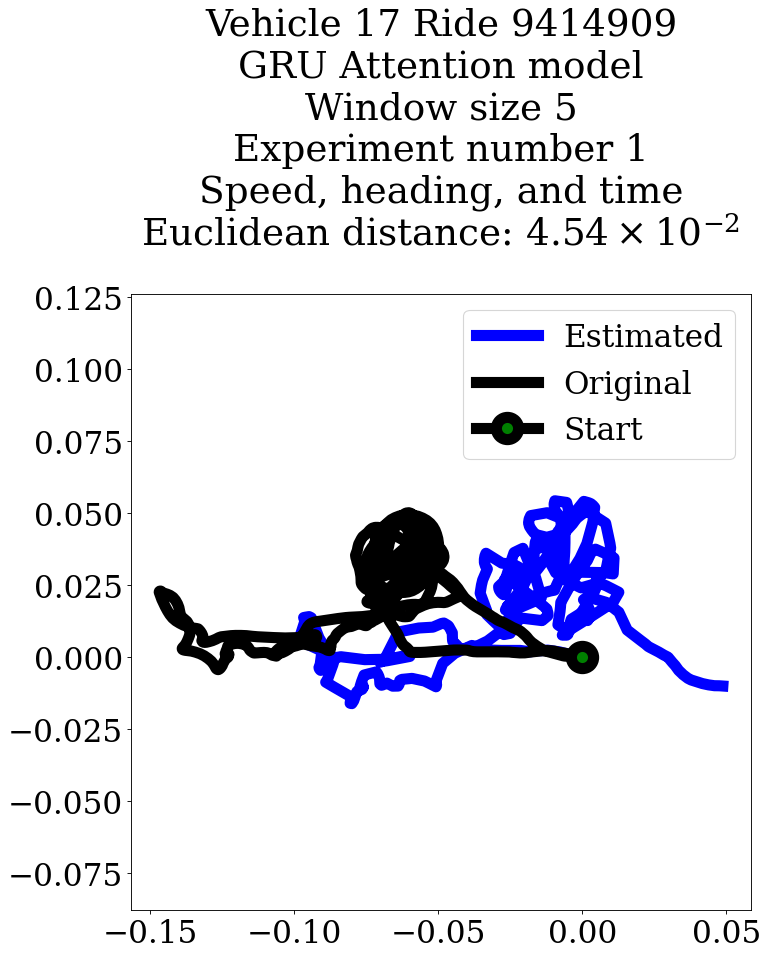 Vehicle 17 Ride 9414909
GRU Attention model
Window size 5
Experiment number 1
Speed, heading, and time
Euclidean distance: 4.54 × 10⁻²
0.125
0.100
0.075
0.050
0.025
0.000
−0.025
−0.050
−0.075
Estimated
Original
Start
−0.15
−0.10
−0.05
0.00
0.05